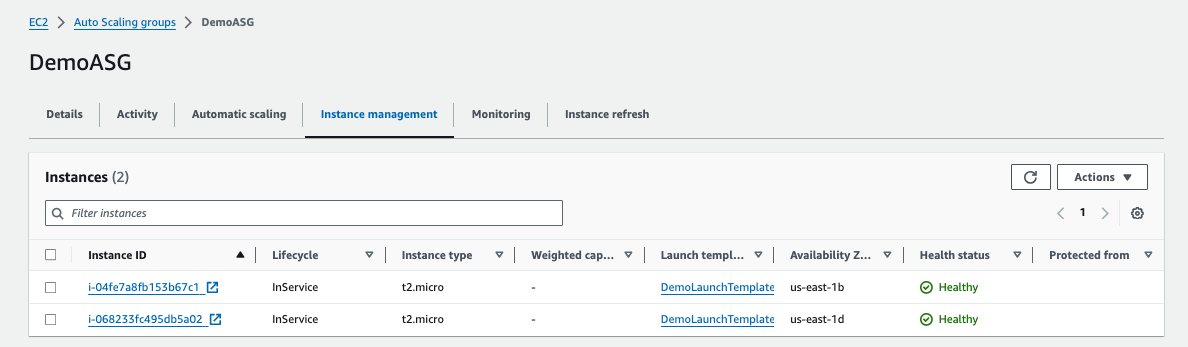 EC2 > Auto Scaling groups > DemoASG
DemoASG
Details Activity Automatic scaling Instance management Monitoring Instance refresh
Instances (2)
Actions
Filter instances
1
Instance ID Lifecycle Instance type Weighted cap... Launch templ... Availability Z... Health status Protected from
i-04fe7a8fb153b67c1 InService t2.micro - DemoLaunchTemplate us-east-1b Healthy
i-068233fc495db5a02 InService t2.micro - DemoLaunchTemplate us-east-1d Healthy